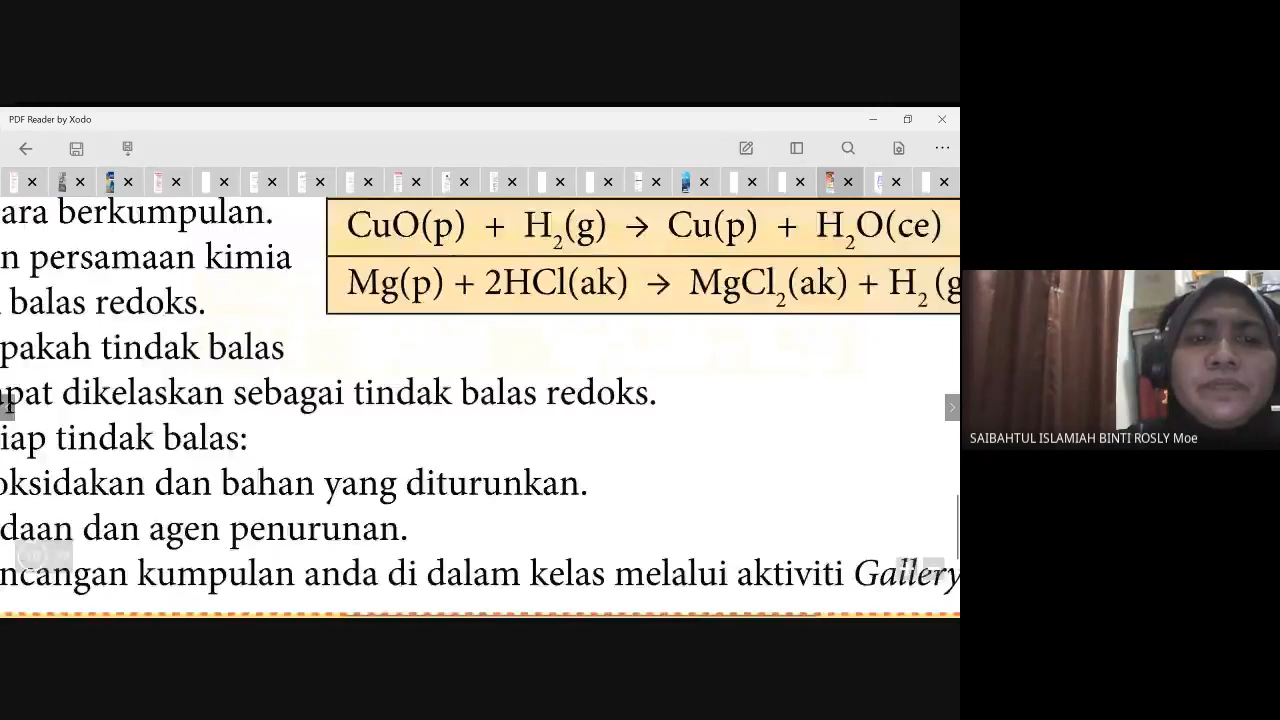 PDF Reader by Xodo
ara berkumpulan.
CuO(p) + H₂(g) → Cu(p) + H₂O(ce)
n persamaan kimia
Mg(p) + 2HCl(ak) → MgCl₂(ak) + H₂(g
balas redoks.
pakah tindak balas
apat dikelaskan sebagai tindak balas redoks.
iap tindak balas:
oksidakan dan bahan yang diturunkan.
daan dan agen penurunan.
ncangan kumpulan anda di dalam kelas melalui aktiviti Gallery
SAIBAHTUL ISLAMIAH BINTI ROSLY Moe